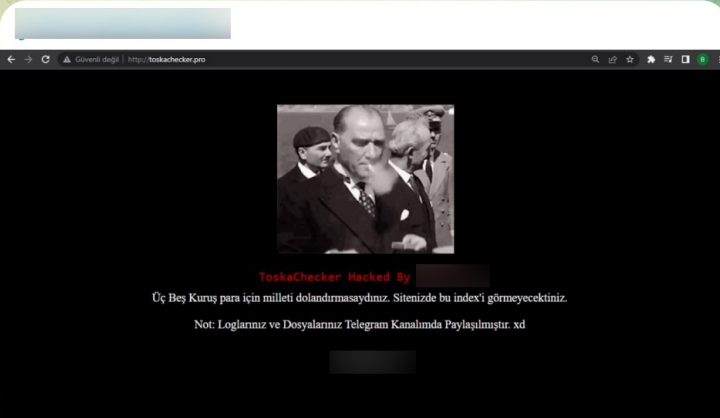 Güvenli değil | http://toskachecker.pro
B
ToskaChecker Hacked By
Üç Beş Kuruş para için milleti dolandırmasaydınız. Sitenizde bu index'i görmeyecektiniz.
Not: Loglarınız ve Dosyalarınız Telegram Kanalımda Paylaşılmıştır. xd